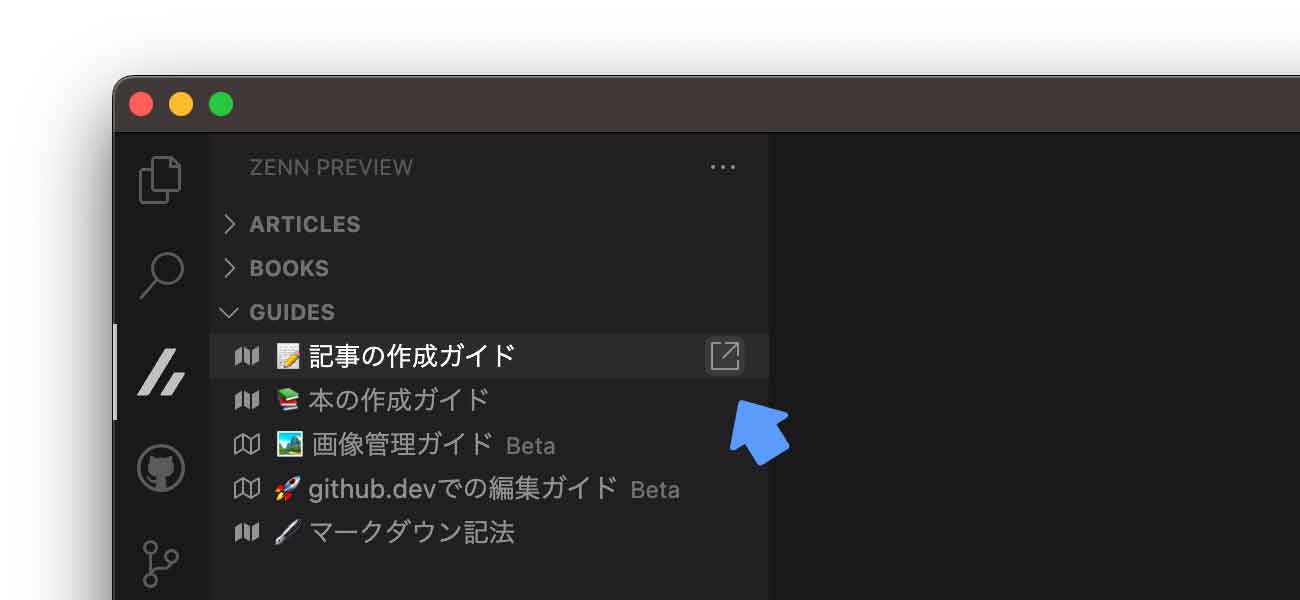 ZENN PREVIEW
ARTICLES
BOOKS
GUIDES
📝 記事の作成ガイド
📚 本の作成ガイド
🏞️ 画像管理ガイド Beta
🚀 github.devでの編集ガイド Beta
🖋️ マークダウン記法